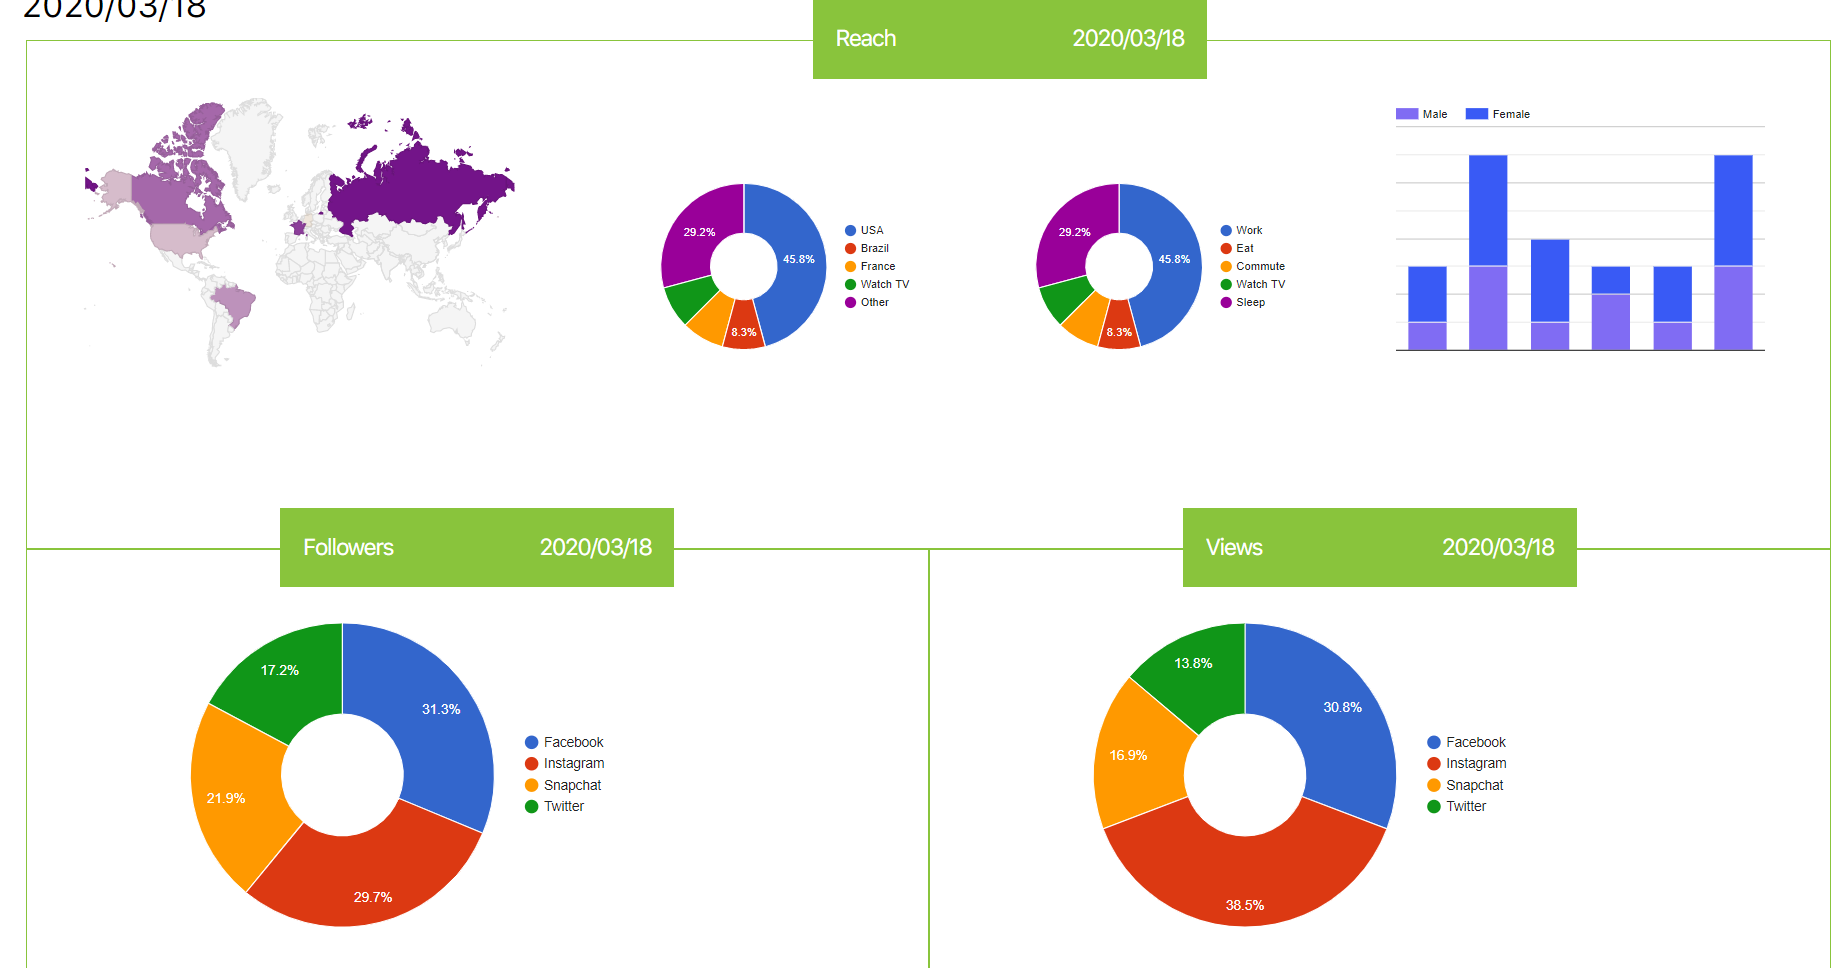 2020/03/18
Reach 2020/03/18
29.2%
45.8%
8.3%
USA
Brazil
France
Watch TV
Other
29.2%
45.8%
8.3%
Work
Eat
Commute
Watch TV
Sleep
Male Female
Followers 2020/03/18
17.2%
31.3%
21.9%
29.7%
Facebook
Instagram
Snapchat
Twitter
Views 2020/03/18
13.8%
30.8%
16.9%
38.5%
Facebook
Instagram
Snapchat
Twitter